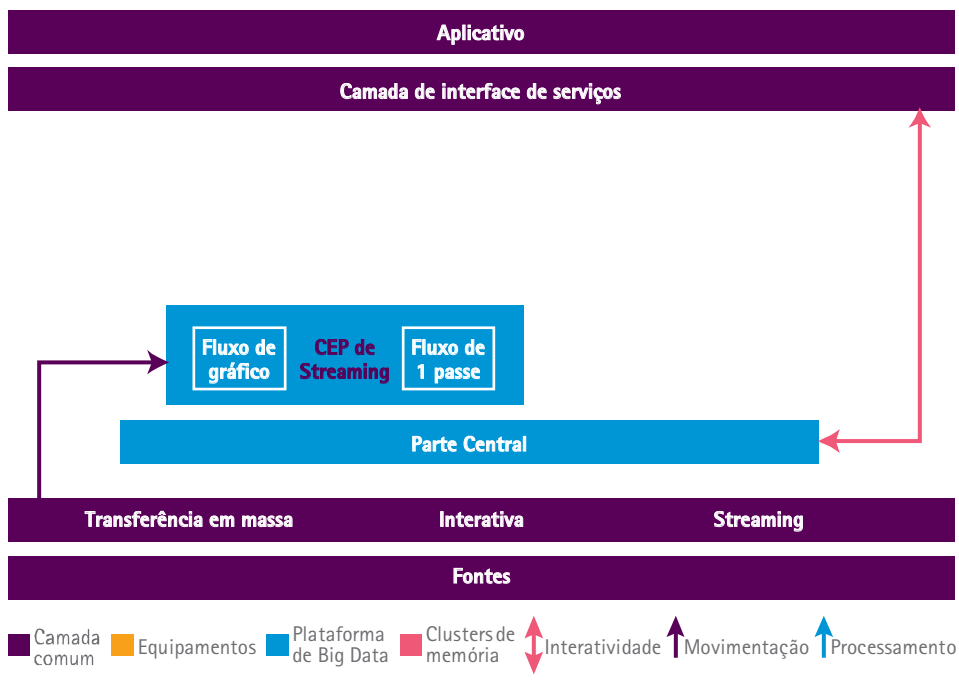 Aplicativo
Camada de interface de serviços
Fluxo de
gráfico
CEP de
Streaming
Fluxo de
1 passe
Parte Central
Transferência em massa
Interativa
Streaming
Fontes
Camada
comum
Equipamentos
Plataforma
de Big Data
Clusters de
memória
Interatividade
Movimentação
Processamento